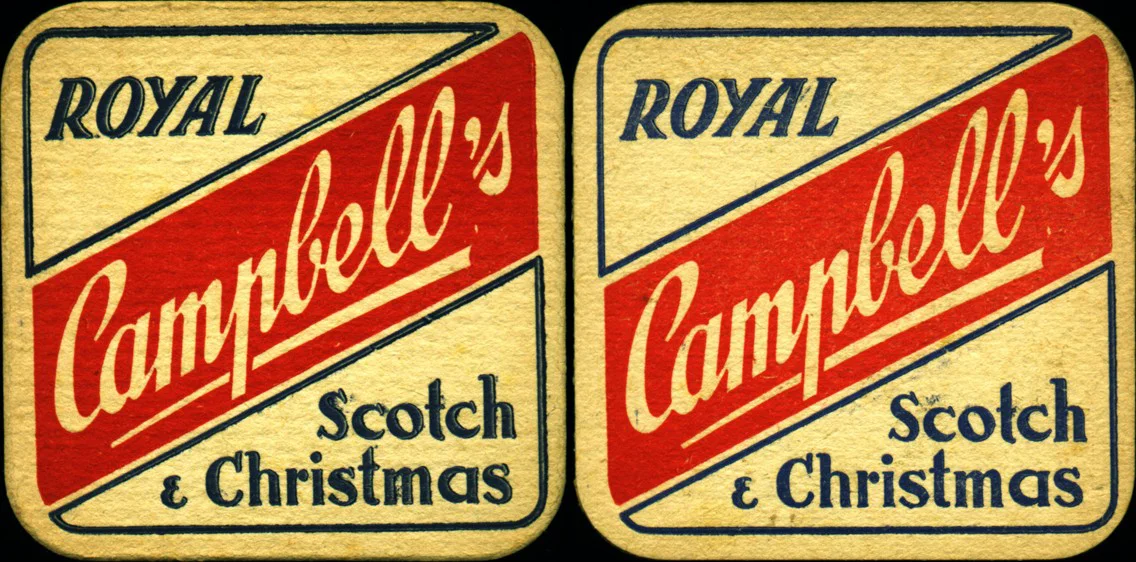 ROYAL
Campbell's
Scotch
& Christmas
ROYAL
Campbell's
Scotch
& Christmas